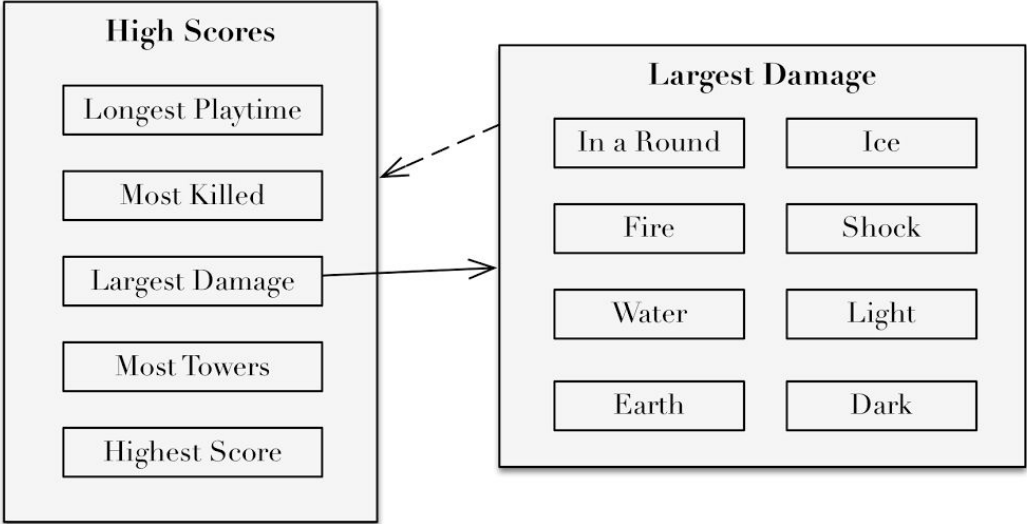 High Scores
Longest Playtime
Most Killed
Largest Damage
Most Towers
Highest Score
Largest Damage
In a Round
Ice
Fire
Shock
Water
Light
Earth
Dark